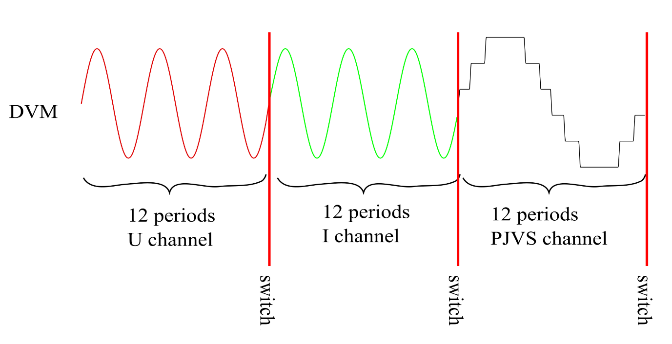 DVM
12 periods
U channel
12 periods
I channel
12 periods
PJVS channel
switch
switch
switch